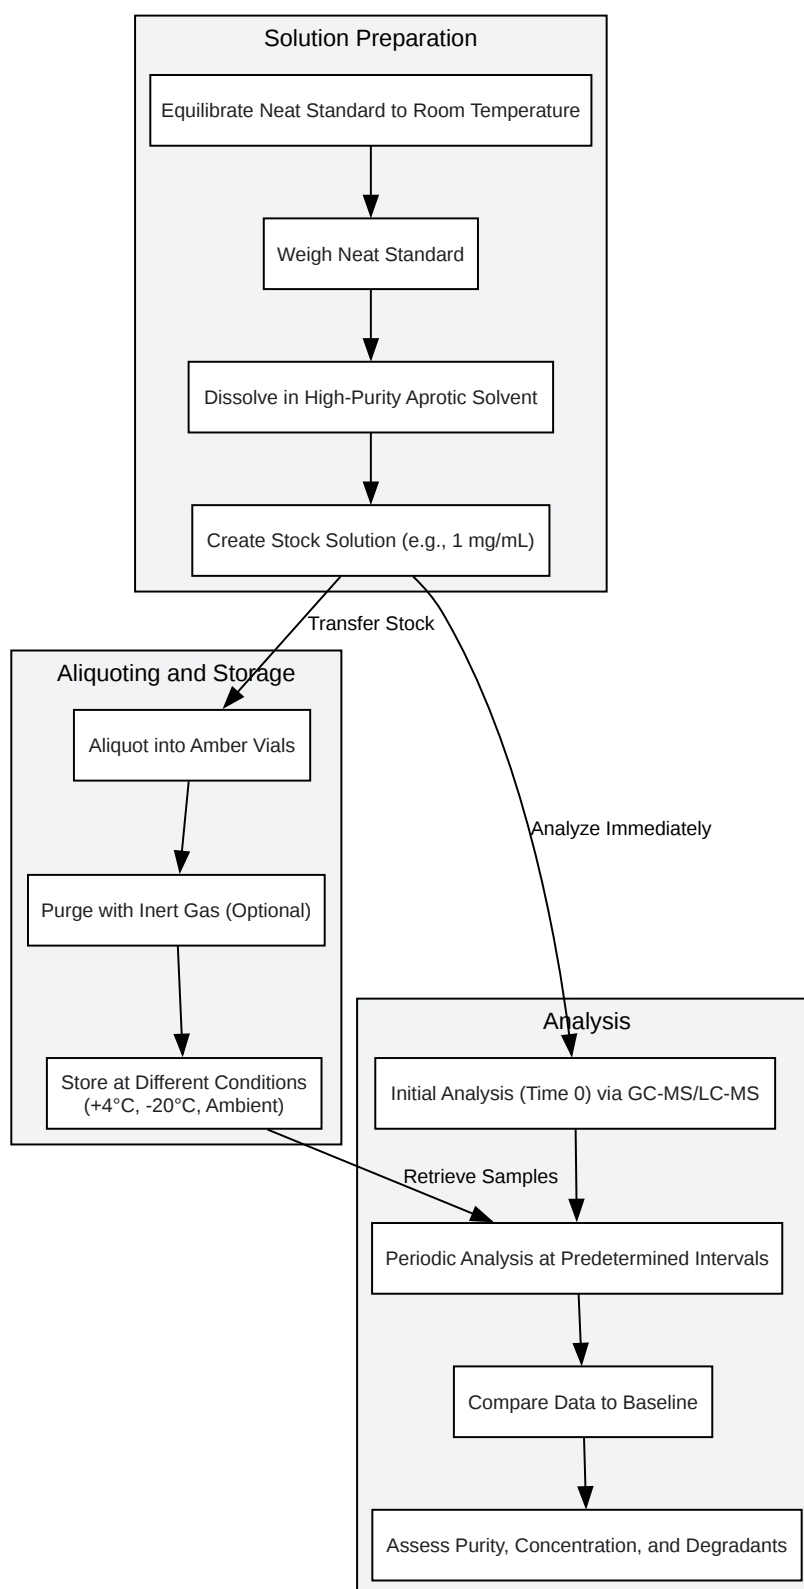 Solution Preparation
Equilibrate Neat Standard to Room Temperature
Weigh Neat Standard
Dissolve in High-Purity Aprotic Solvent
Create Stock Solution (e.g., 1 mg/mL)
Transfer Stock
Aliquoting and Storage
Aliquot into Amber Vials
Analyze Immediately
Purge with Inert Gas (Optional)
Analysis
Store at Different Conditions
(+4°C, -20°C, Ambient)
Initial Analysis (Time 0) via GC-MS/LC-MS
Retrieve Samples
Periodic Analysis at Predetermined Intervals
Compare Data to Baseline
Assess Purity, Concentration, and Degradants